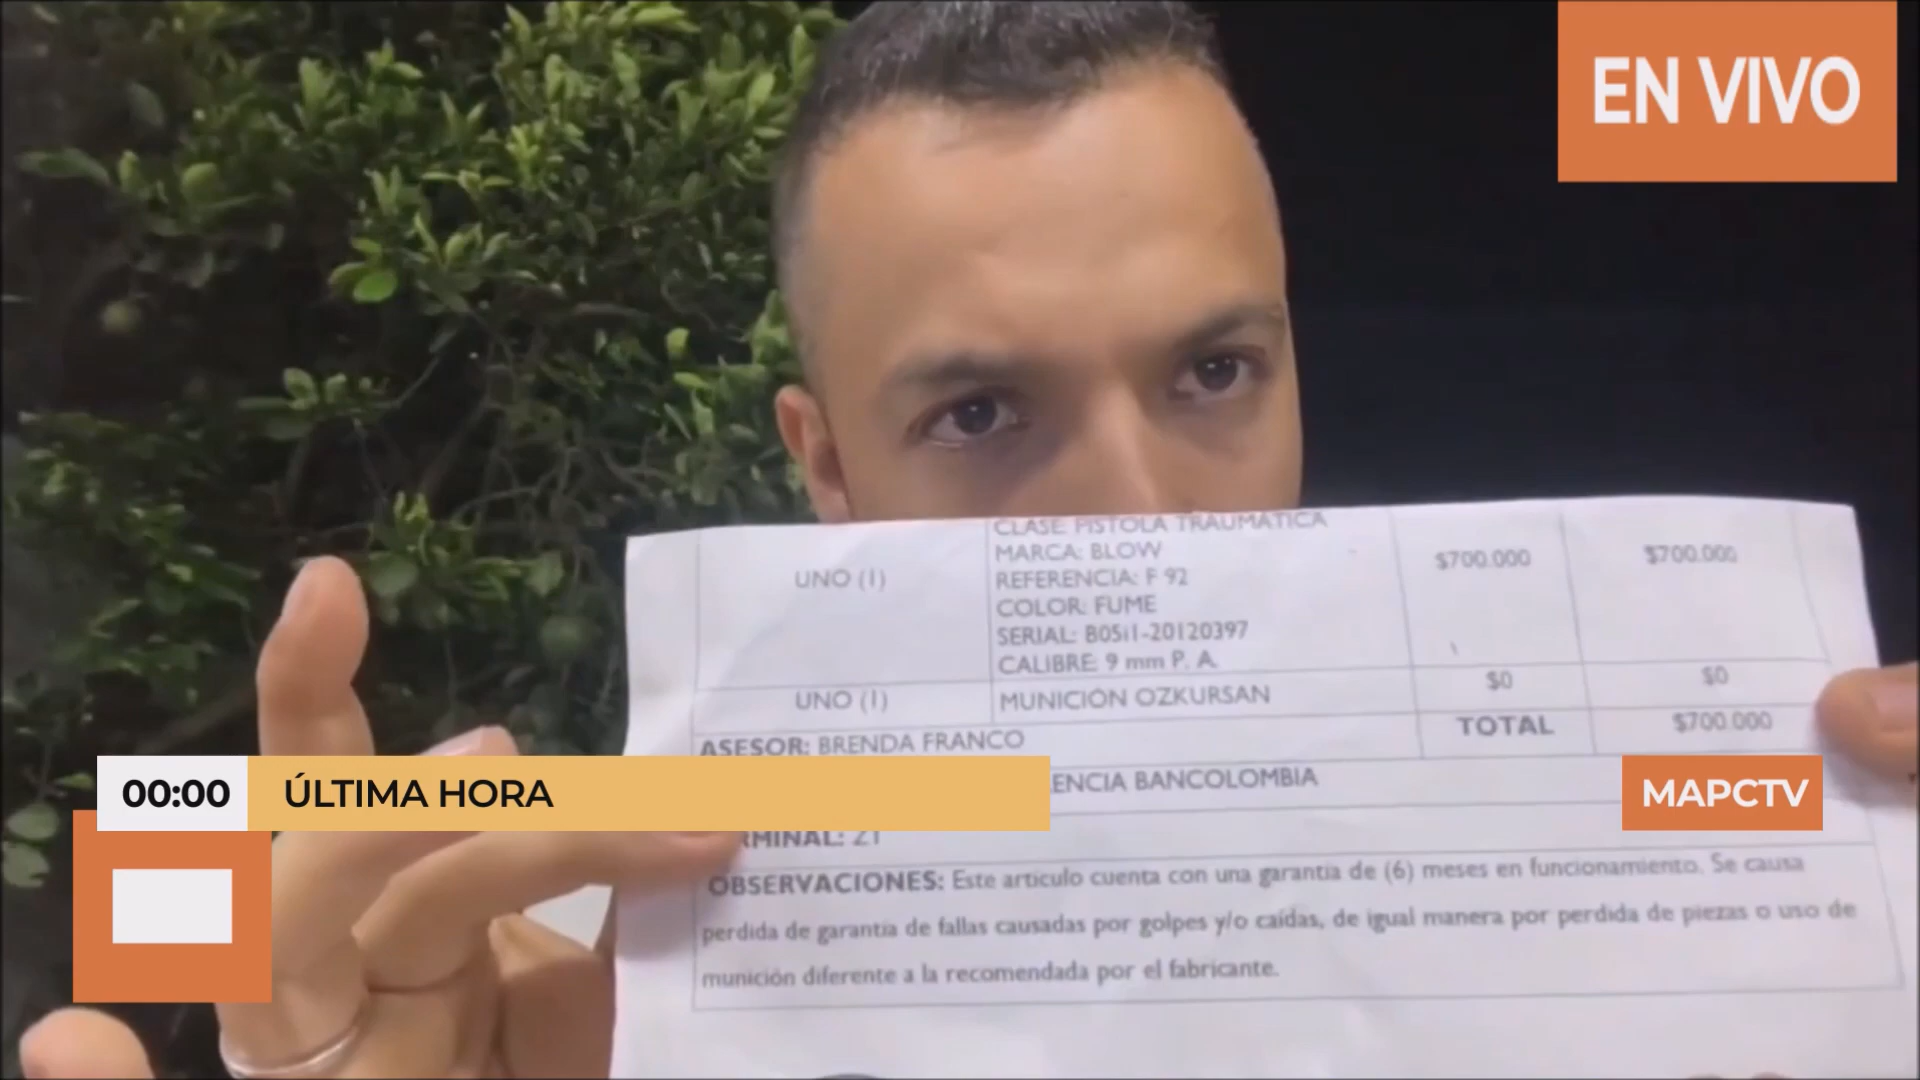 EN VIVO
CLASE: PISTOLA TRAUMATICA
MARCA: BLOW
UNO (1)
REFERENCIA: F 92
$700.000
$700.000
COLOR: FUME
SERIAL: B05i1-20120397
CALIBRE: 9 mm P. A.
UNO (1)
MUNICIÓN OZKURSAN
$0
$0
ASESOR: BRENDA FRANCO
TOTAL
$700.000
ENCIA BANCOLOMBIA
00:00
ÚLTIMA HORA
MAPCTV
RMINAL: 21
OBSERVACIONES: Este articulo cuenta con una garantia de (6) meses en funcionamiento. Se causa
perdida de garantia de fallas causadas por golpes y/o caídas, de igual manera por perdida de piezas o uso de
munición diferente a la recomendada por el fabricante.